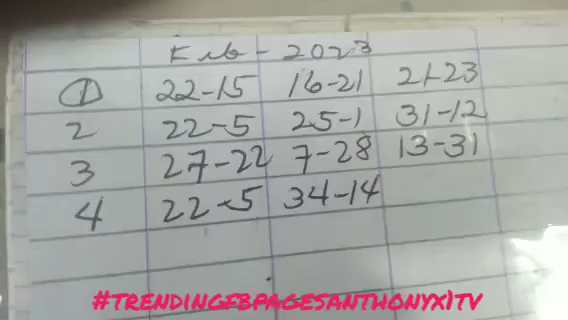 Feb - 2023
① 22-15 16-21 21-23
2 22-5 25-1 31-12
3 27-22 7-28 13-31
4 22-5 34-14
#TRENDINGFBPAGESANTHONYX1TV